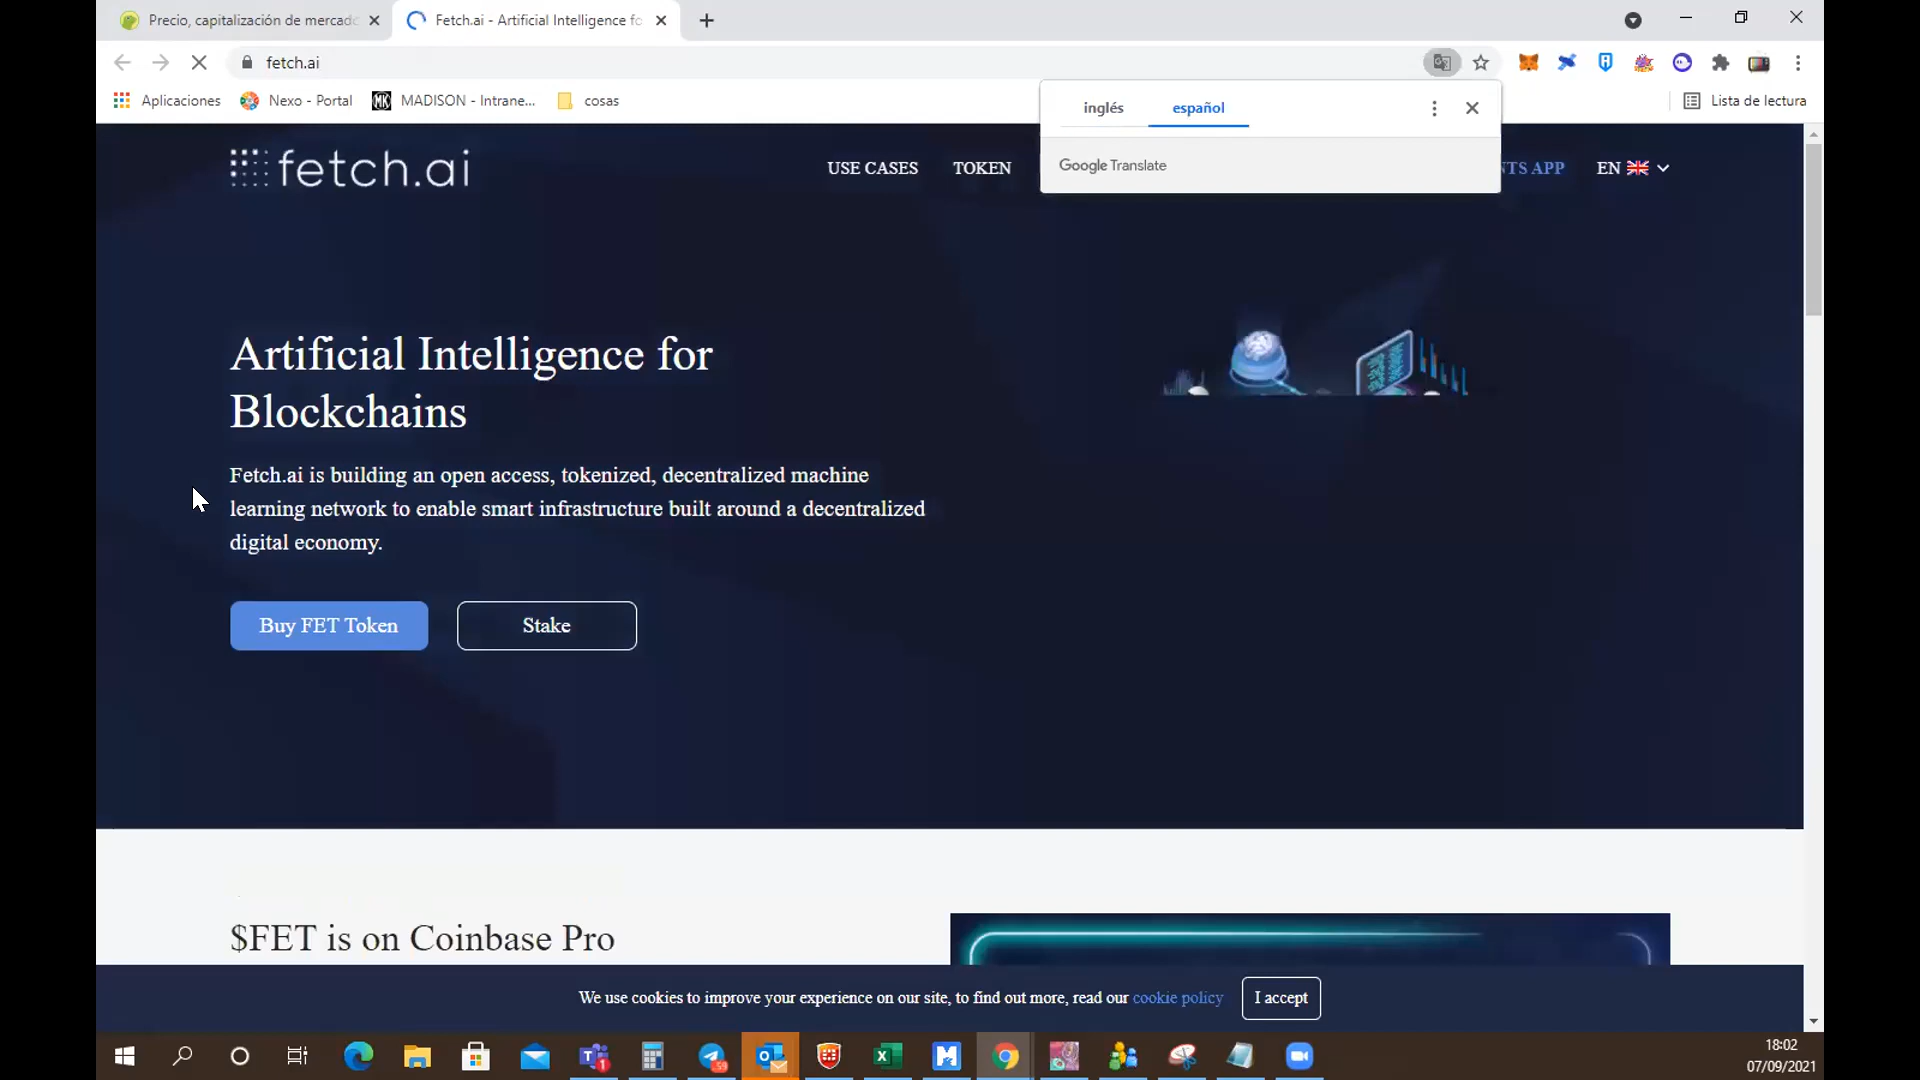 Precio, capitalización de mercado
Fetch.ai - Artificial Intelligence fo
fetch.ai
Aplicaciones
Nexo - Portal
MADISON - Intrane...
cosas
Lista de lectura
inglés
español
Google Translate
fetch.ai
USE CASES
TOKEN
NTS APP
EN
Artificial Intelligence for
Blockchains
Fetch.ai is building an open access, tokenized, decentralized machine
learning network to enable smart infrastructure built around a decentralized
digital economy.
Buy FET Token
Stake
$FET is on Coinbase Pro
We use cookies to improve your experience on our site, to find out more, read our cookie policy
I accept
18:02
07/09/2021